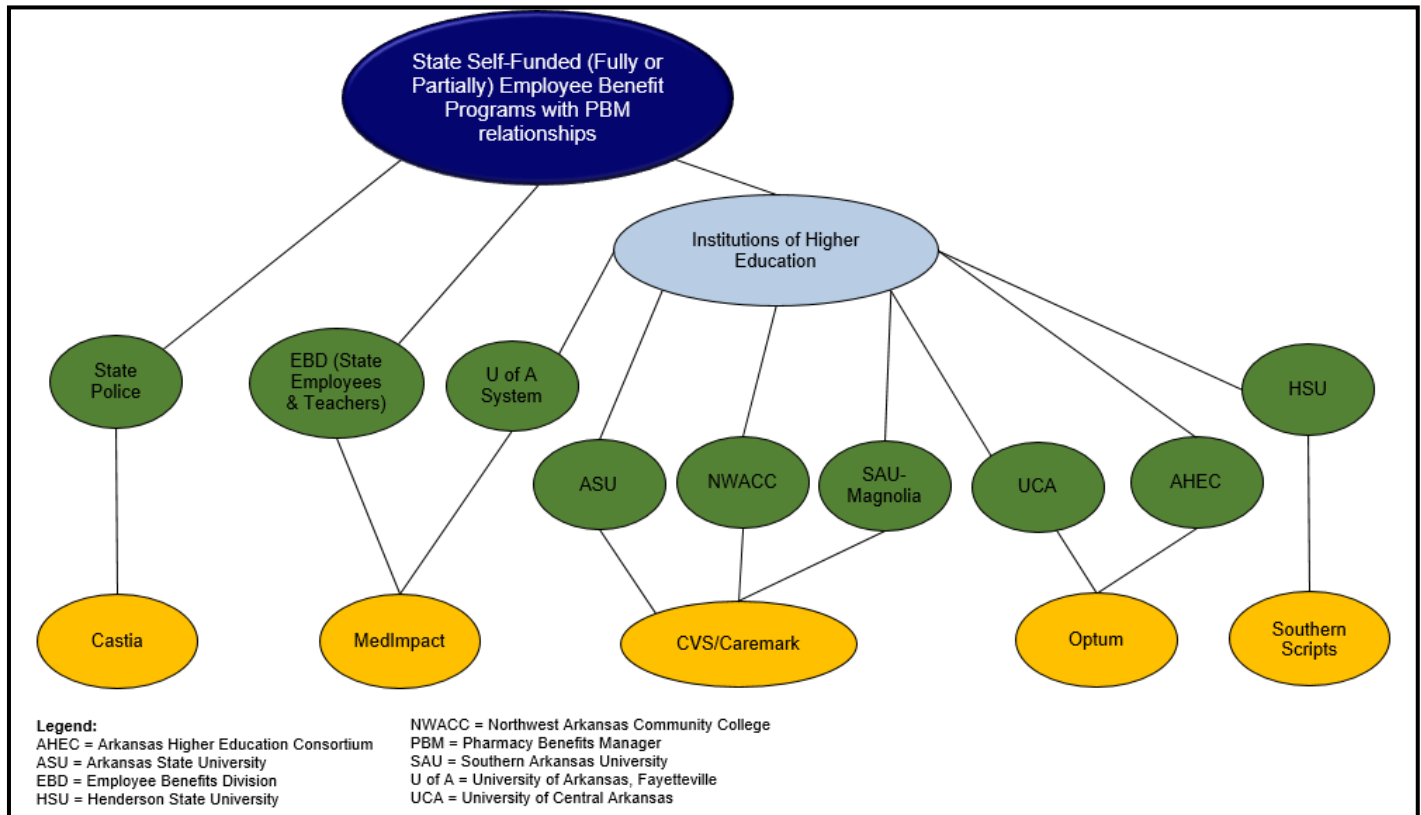 State Self-Funded (Fully or
Partially) Employee Benefit
Programs with PBM
relationships
Institutions of Higher
Education
State
Police
EBD (State
Employees
& Teachers)
U of A
System
HSU
ASU
NWACC
SAU-
Magnolia
UCA
AHEC
Castia
MedImpact
CVS/Caremark
Optum
Southern
Scripts
Legend:
AHEC = Arkansas Higher Education Consortium
ASU = Arkansas State University
EBD = Employee Benefits Division
HSU = Henderson State University
NWACC = Northwest Arkansas Community College
PBM = Pharmacy Benefits Manager
SAU = Southern Arkansas University
U of A = University of Arkansas, Fayetteville
UCA = University of Central Arkansas